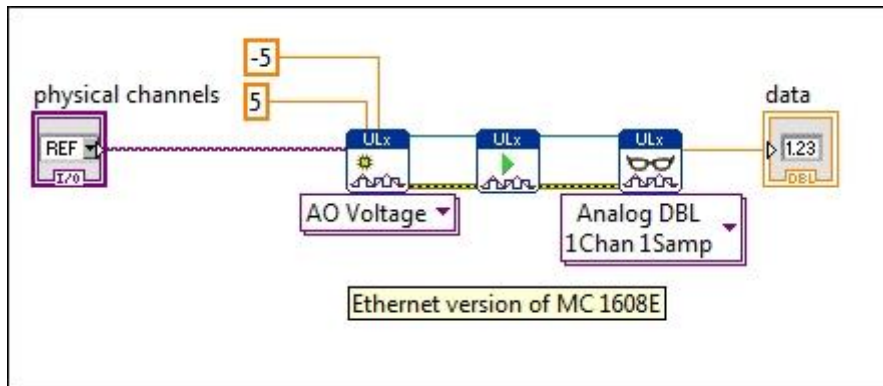 -5
physical channels
5
data
REF
I/O
ULx
ULx
ULx
1.23
DBL
AO Voltage
Analog DBL
1Chan 1Samp
Ethernet version of MC 1608E